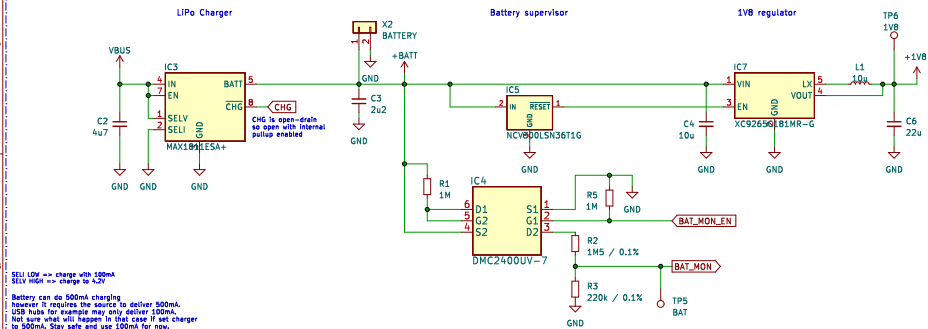 LiPo Charger
Battery supervisor
1V8 regulator
VBUS
IC3
4 IN
7 EN
1 SELV
2 SELI
BATT 5
CHG 8
GND
MAX1811ESA+
C2
4u7
GND
GND
GND
CHG
CHG is open-drain
so open with internal
pullup enabled
X2
BATTERY
1 2
GND
+BATT
C3
2u2
GND
IC5
2 IN
RESET 1
GND
NCV300LSN36T1G
GND
IC7
1 VIN
3 EN
LX 5
VOUT 4
GND
XC9265C181MR-G
C4
10u
GND
GND
L1
10u
TP6
1V8
+1V8
C6
22u
GND
R1
1M
IC4
6 D1
5 G2
4 S2
S1 1
G1 2
D2 3
DMC2400UV-7
R5
1M
GND
BAT_MON_EN
R2
1M5 / 0.1%
BAT_MON
R3
220k / 0.1%
GND
TP5
BAT
SELI LOW => charge with 100mA
SELV HIGH => charge to 4.2V
Battery can do 500mA charging
however it requires the source to deliver 500mA.
USB hubs for example may only deliver 100mA.
Not sure what will happen in that case if set charger
to 500mA. Stay safe and use 100mA for now.